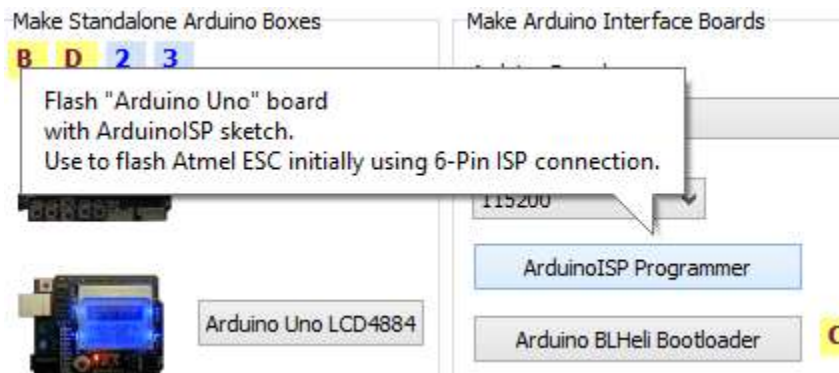 Make Standalone Arduino Boxes
Make Arduino Interface Boards
B D 2 3
Flash "Arduino Uno" board
with ArduinoISP sketch.
Use to flash Atmel ESC initially using 6-Pin ISP connection.
115200
ArduinoISP Programmer
Arduino Uno LCD4884
Arduino BLHeli Bootloader